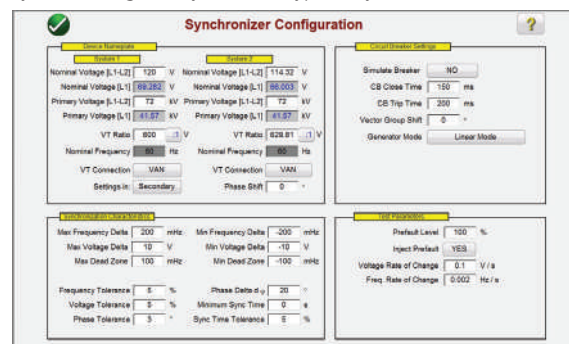 Synchronizer Configuration
?
Device Nameplate
System 1
System 2
Nominal Voltage [L1-L2] 120 V
Nominal Voltage [L1-L2] 114.32 V
Nominal Voltage 69.282 V
Nominal Voltage 66.003 V
Primary Voltage [L1-L2] 72 kV
Primary Voltage [L1-L2] 72 kV
Primary Voltage 41.57 kV
Primary Voltage 41.57 kV
VT Ratio 600 :1 V
VT Ratio 629.81 :1 V
Nominal Frequency 60 Hz
Nominal Frequency 60 Hz
VT Connection VAN
VT Connection VAN
Settings in: Secondary
Phase Shift 0 °
Circuit Breaker Settings
Simulate Breaker NO
CB Close Time 150 ms
CB Trip Time 200 ms
Vector Group Shift 0 °
Generator Mode Linear Mode
Synchronization Characteristics
Max Frequency Delta 200 mHz
Min Frequency Delta -200 mHz
Max Voltage Delta 10 V
Min Voltage Delta -10 V
Max Dead Zone 100 mHz
Min Dead Zone -100 mHz
Frequency Tolerance 5 %
Phase Delta d φ 20 °
Voltage Tolerance 5 %
Minimum Sync Time 0 s
Phase Tolerance 3 °
Sync Time Tolerance 5 %
Test Parameters
Prefault Level 100 %
Inject Prefault YES
Voltage Rate of Change 0.1 V / s
Freq. Rate of Change 0.002 Hz / s